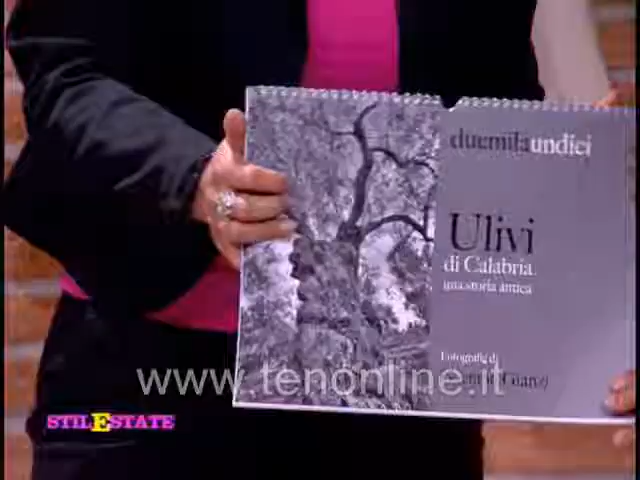 duemilaundici
Ulivi
di Calabria
una storia antica
Fotografie di
www.tenonline.it
STILESTATE